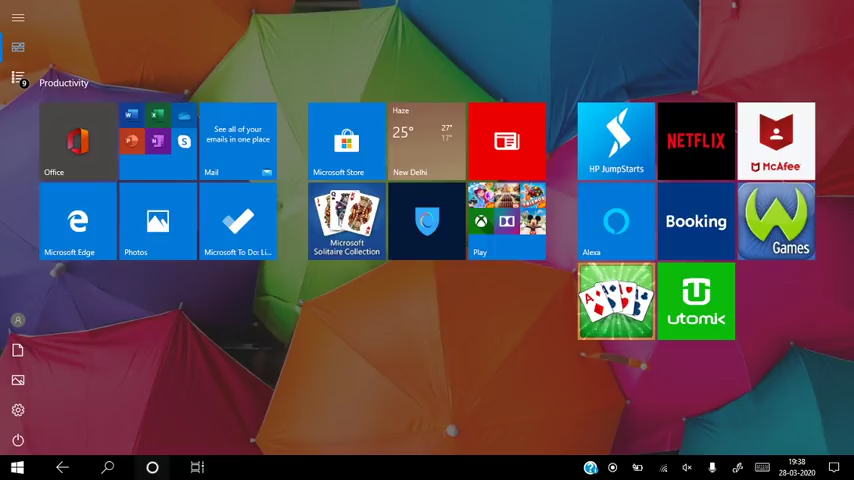 9
Productivity
Office
See all of your
emails in one place
Mail
Microsoft Store
Haze
25°
27°
17°
New Delhi
HP JumpStarts
NETFLIX
McAfee
Microsoft Edge
Photos
Microsoft To Do: Li...
Microsoft
Solitaire Collection
Play
Alexa
Booking
W
Games
A
utomik
19:38
28-03-2020